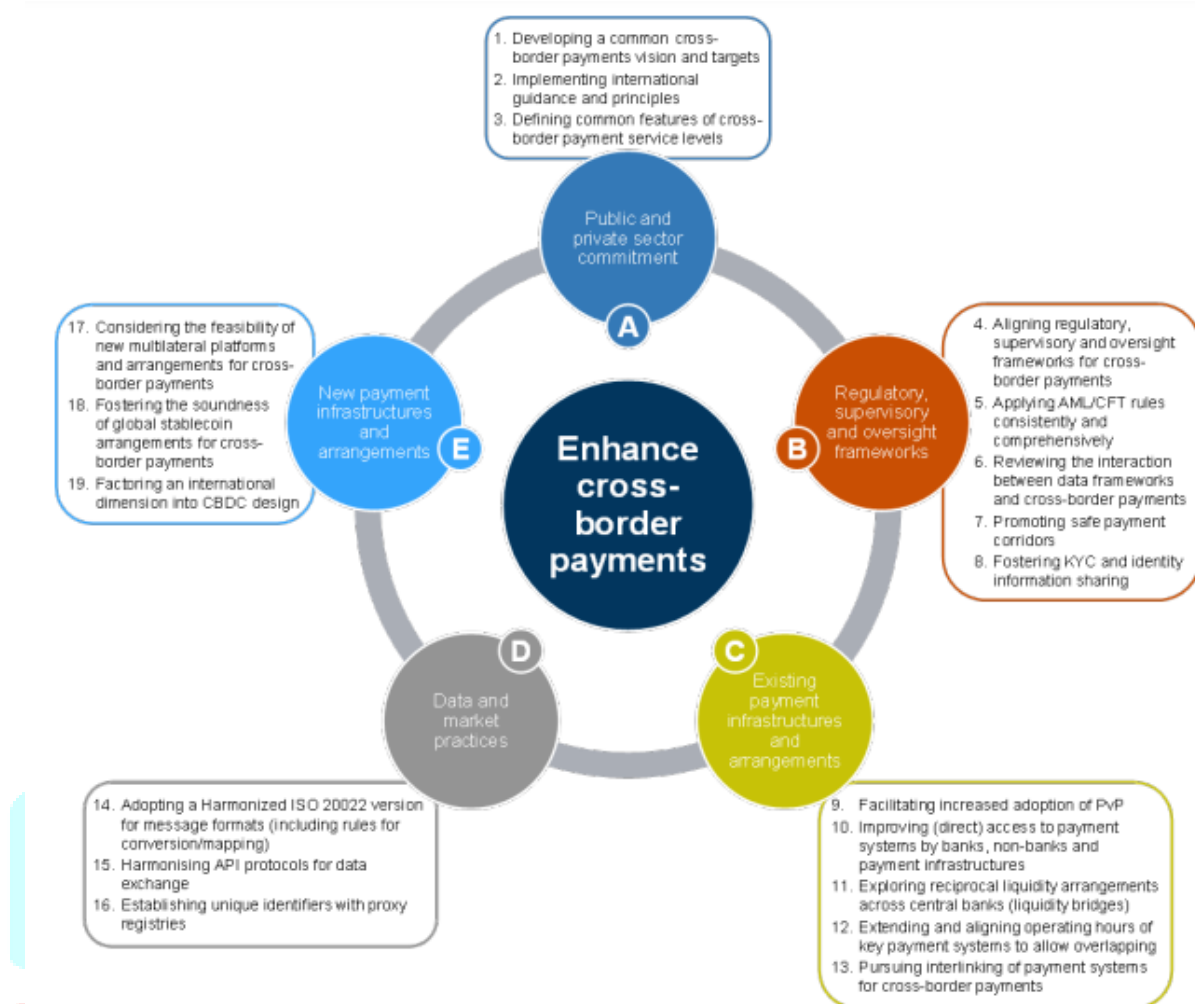 1. Developing a common cross-
border payments vision and targets
2. Implementing international
guidance and principles
3. Defining common features of cross-
border payment service levels
Public and
private sector
commitment
A
17. Considering the feasibility of
new multilateral platforms
and arrangements for cross-
border payments
18. Fostering the soundness
of global stablecoin
arrangements for cross-
border payments
19. Factoring an international
dimension into CBDC design
New payment
infrastructures
and
arrangements
E
Enhance
cross-
border
payments
Regulatory,
supervisory
and oversight
frameworks
B
4. Aligning regulatory,
supervisory and oversight
frameworks for cross-
border payments
5. Applying AML/CFT rules
consistently and
comprehensively
6. Reviewing the interaction
between data frameworks
and cross-border payments
7. Promoting safe payment
corridors
8. Fostering KYC and identity
information sharing
D
Data and
market
practices
C
Existing
payment
infrastructures
and
arrangements
14. Adopting a Harmonized ISO 20022 version
for message formats (including rules for
conversion/mapping)
15. Harmonising API protocols for data
exchange
16. Establishing unique identifiers with proxy
registries
9. Facilitating increased adoption of PvP
10. Improving (direct) access to payment
systems by banks, non-banks and
payment infrastructures
11. Exploring reciprocal liquidity arrangements
across central banks (liquidity bridges)
12. Extending and aligning operating hours of
key payment systems to allow overlapping
13. Pursuing interlinking of payment systems
for cross-border payments